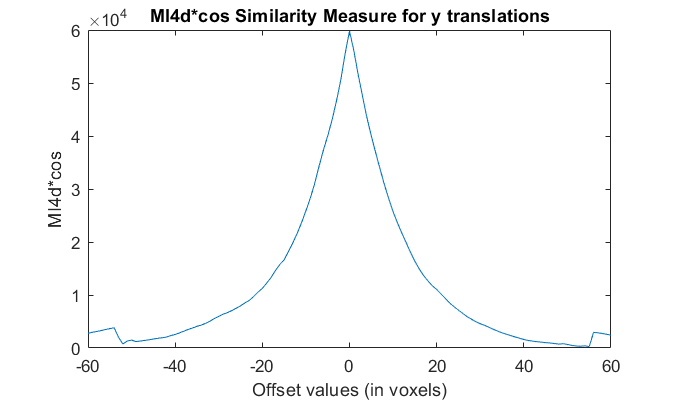 MI4d*cos Similarity Measure for y translations
×10⁴
6
5
4
3
2
1
0
MI4d*cos
-60 -40 -20 0 20 40 60
Offset values (in voxels)